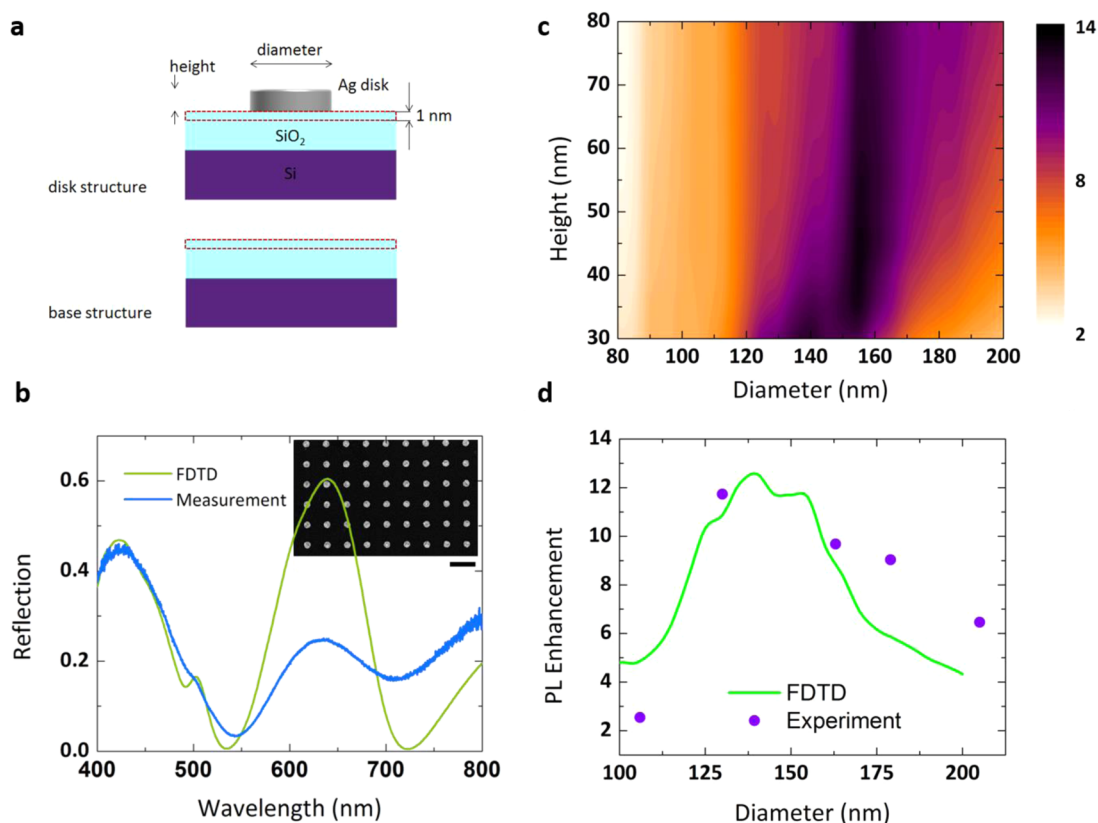 a
diameter
height
Ag disk
1 nm
SiO₂
Si
disk structure
base structure
c
80
70
60
50
40
30
Height (nm)
80 100 120 140 160 180 200
Diameter (nm)
14
8
2
b
0.6
0.4
0.2
0.0
Reflection
FDTD
Measurement
400 500 600 700 800
Wavelength (nm)
d
14
12
10
8
6
4
2
PL Enhancement
FDTD
Experiment
100 125 150 175 200
Diameter (nm)